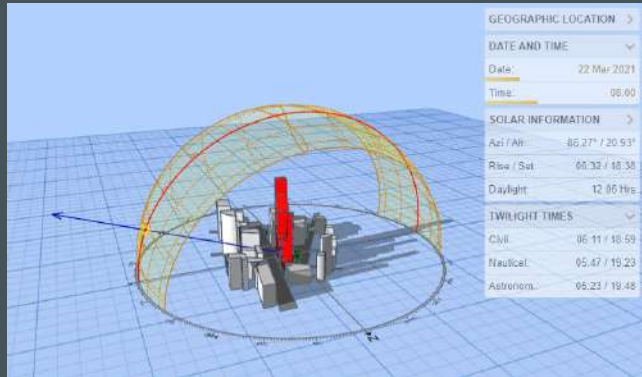 GEOGRAPHIC LOCATION
DATE AND TIME
Date: 22 Mar 2021
Time: 08:00
SOLAR INFORMATION
Azi / Alt: 86.27° / 20.93°
Rise / Set: 06:32 / 18:38
Daylight: 12:06 Hrs
TWILIGHT TIMES
Civil: 06:11 / 18:59
Nautical: 05:47 / 19:23
Astronom.: 05:23 / 19:48